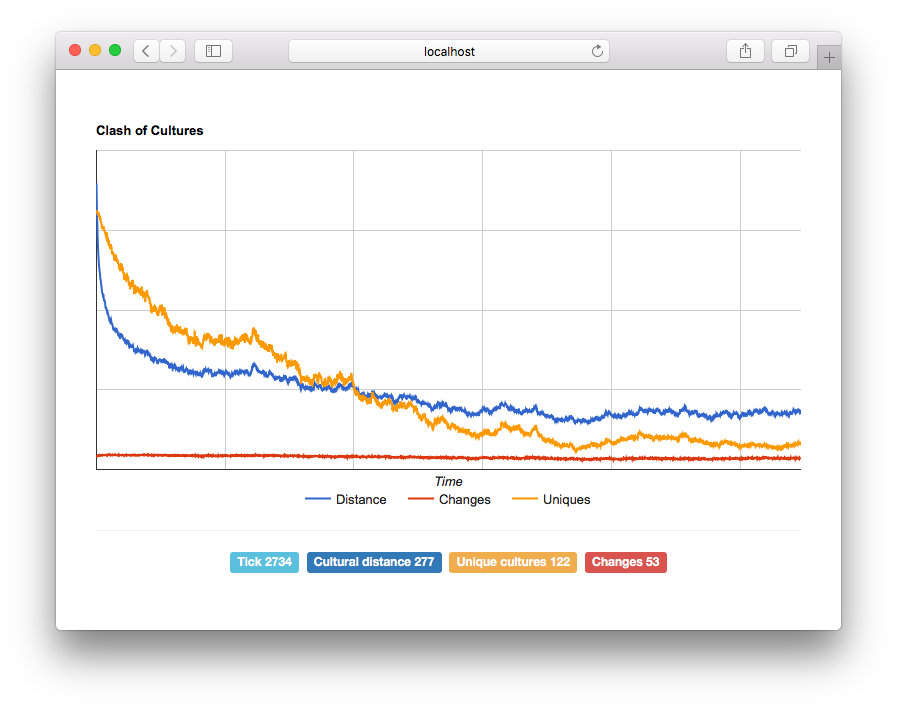 localhost
Clash of Cultures
Time
Distance Changes Uniques
Tick 2734 Cultural distance 277 Unique cultures 122 Changes 53